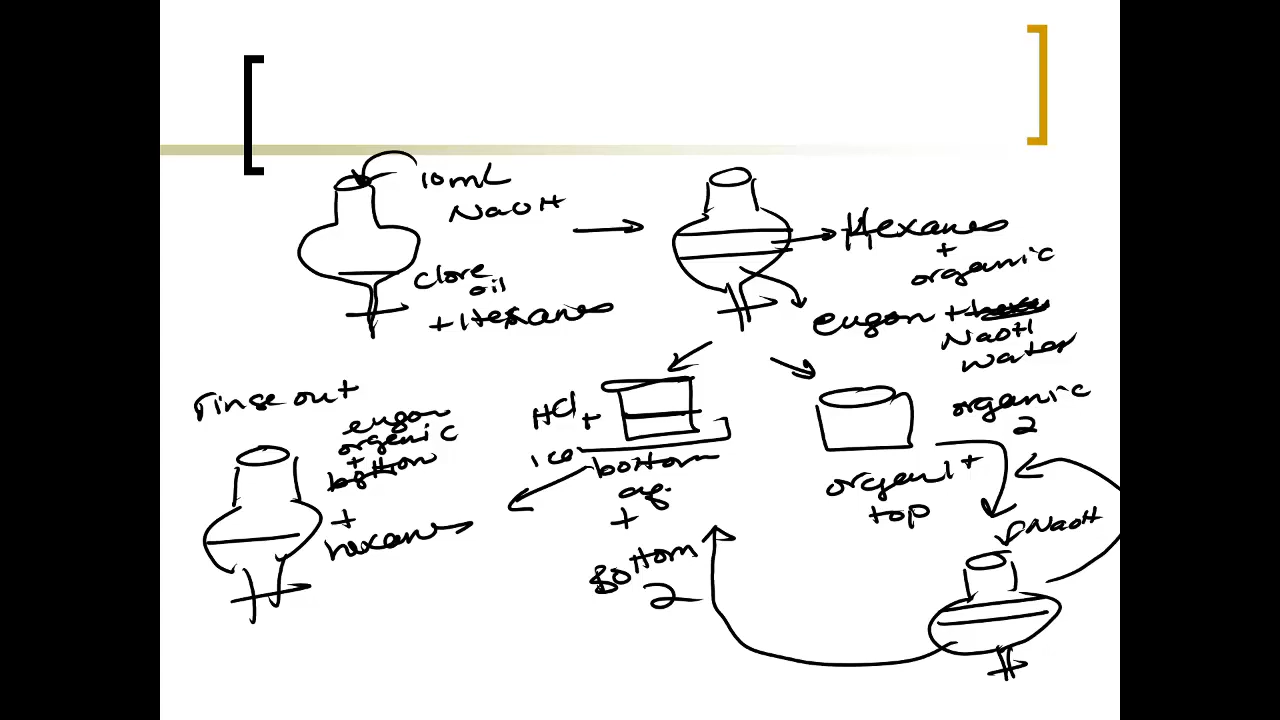 10mL
NaOH
clove
oil
+ Hexanes
Hexanes
+
organic
eugon +
NaOH
water
HCl +
ice
bottom
aq.
+
Bottom
2
organic
2
organi +
top
NaOH
rinse out
eugon
organic
+
bottom
+
hexanes